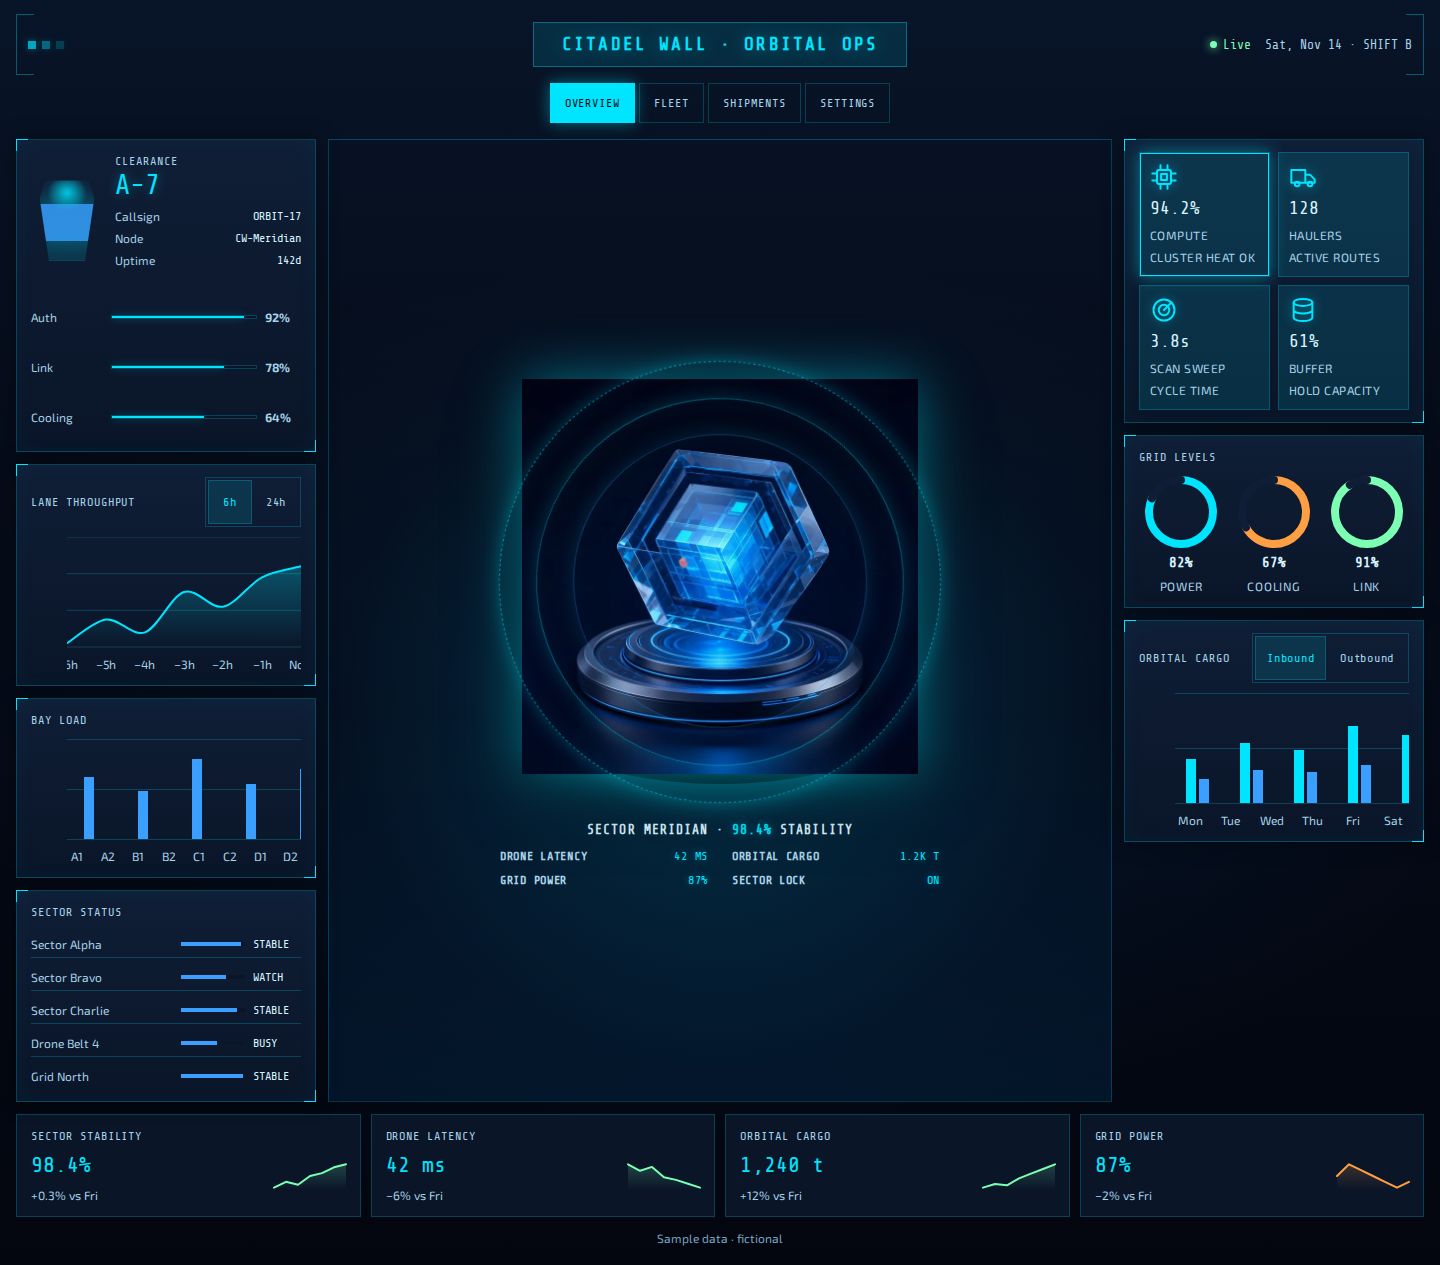 CITADEL WALL · ORBITAL OPS
Live Sat, Nov 14 · SHIFT B
OVERVIEW FLEET SHIPMENTS SETTINGS
CLEARANCE
A-7
Callsign ORBIT-17
Node CW-Meridian
Uptime 142d
Auth 92%
Link 78%
Cooling 64%
LANE THROUGHPUT 6h 24h
−5h −4h −3h −2h −1h
BAY LOAD
A1 A2 B1 B2 C1 C2 D1 D2
SECTOR STATUS
Sector Alpha STABLE
Sector Bravo WATCH
Sector Charlie STABLE
Drone Belt 4 BUSY
Grid North STABLE
SECTOR MERIDIAN · 98.4% STABILITY
DRONE LATENCY 42 MS ORBITAL CARGO 1.2K T
GRID POWER 87% SECTOR LOCK ON
94.2%
COMPUTE
CLUSTER HEAT OK
128
HAULERS
ACTIVE ROUTES
3.8s
SCAN SWEEP
CYCLE TIME
61%
BUFFER
HOLD CAPACITY
GRID LEVELS
82% 67% 91%
POWER COOLING LINK
ORBITAL CARGO Inbound Outbound
Mon Tue Wed Thu Fri Sat
SECTOR STABILITY
98.4%
+0.3% vs Fri
DRONE LATENCY
42 ms
−6% vs Fri
ORBITAL CARGO
1,240 t
+12% vs Fri
GRID POWER
87%
−2% vs Fri
Sample data · fictional